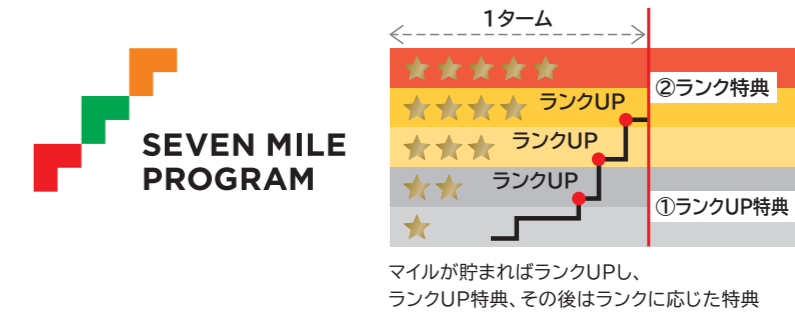 SEVEN MILE
PROGRAM
1ターム
ランクUP
ランクUP
ランクUP
②ランク特典
①ランクUP特典
マイルが貯まればランクUPし、
ランクUP特典、その後はランクに応じた特典